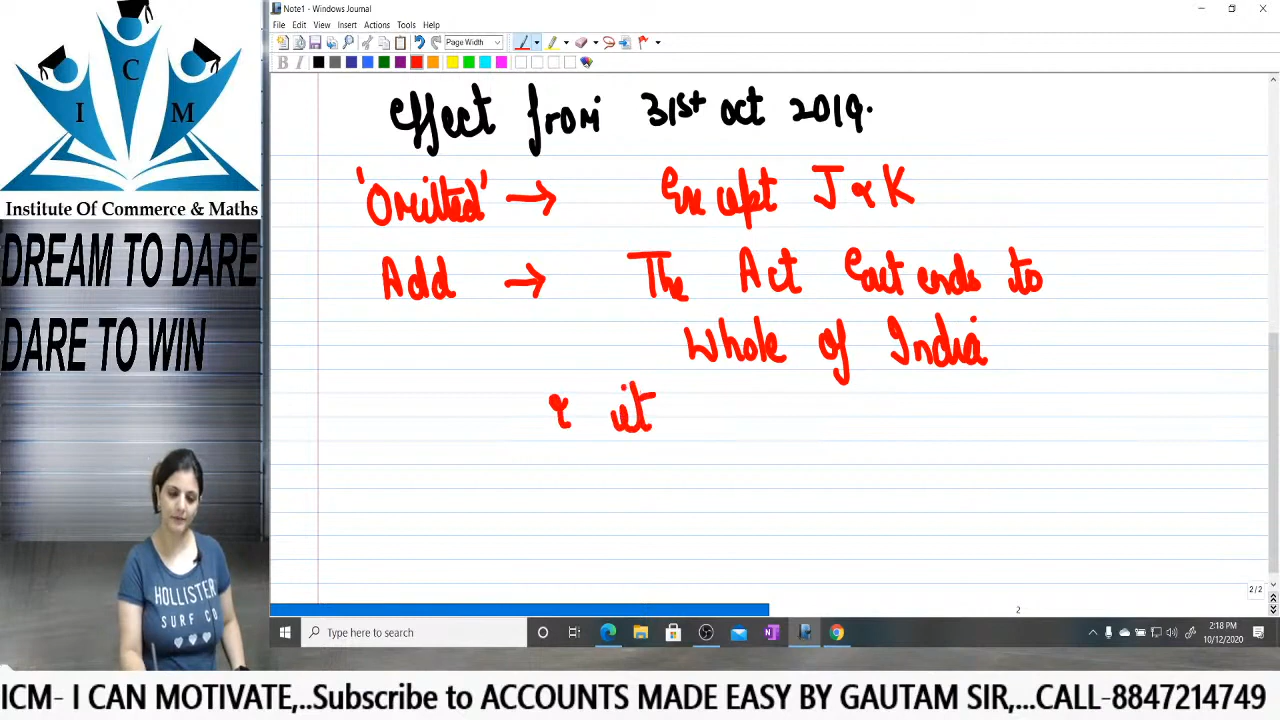 Note1 - Windows Journal
File Edit View Insert Actions Tools Help
Page Width
B I
effect from 31st oct 2019.
'Omitted' → Except J & K
Add → The Act Extends to
whole of India
& it
I C M
Institute Of Commerce & Maths
DREAM TO DARE
DARE TO WIN
HOLLISTER
SURF CO
2/2
2
Type here to search
2:18 PM
10/12/2020
ICM- I CAN MOTIVATE,..Subscribe to ACCOUNTS MADE EASY BY GAUTAM SIR,...CALL-8847214749